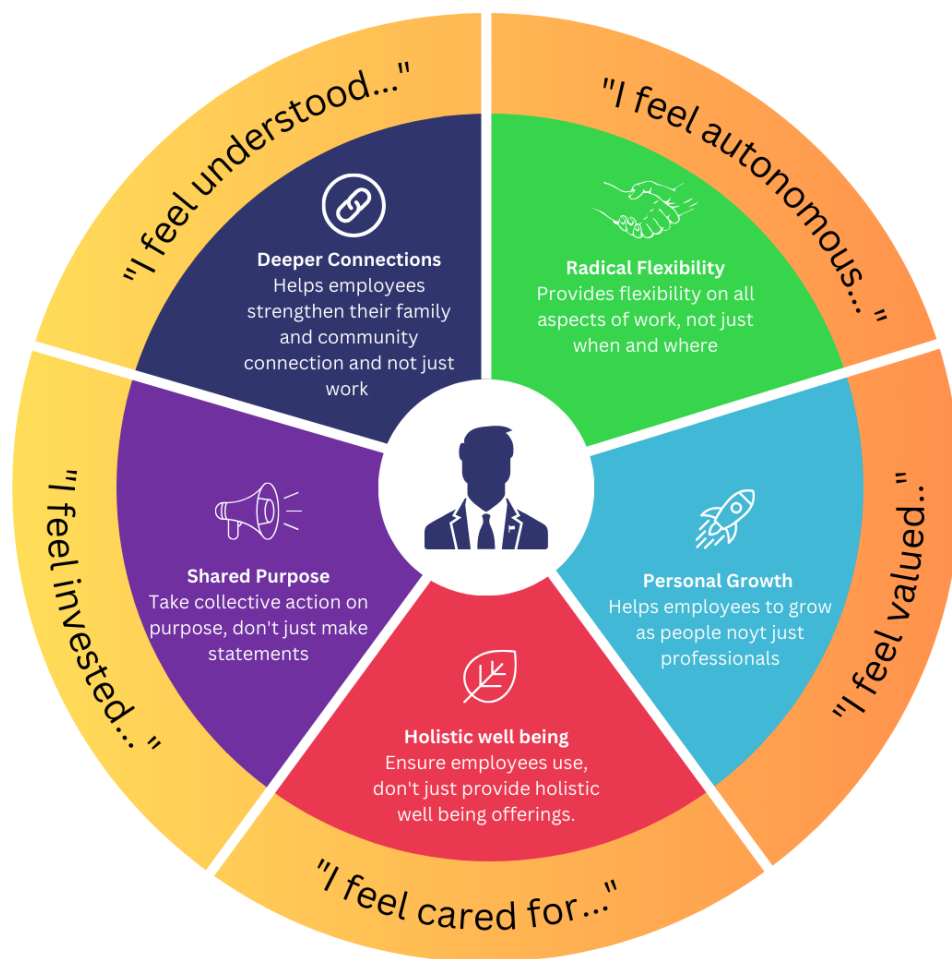 "I feel understood..."
Deeper Connections
Helps employees
strengthen their family
and community
connection and not just
work
"I feel autonomous... "
Radical Flexibility
Provides flexibility on all
aspects of work, not just
when and where
"I feel valued.."
Personal Growth
Helps employees to grow
as people noyt just
professionals
"I feel cared for..."
Holistic well being
Ensure employees use,
don't just provide holistic
well being offerings.
"I feel invested... "
Shared Purpose
Take collective action on
purpose, don't just make
statements